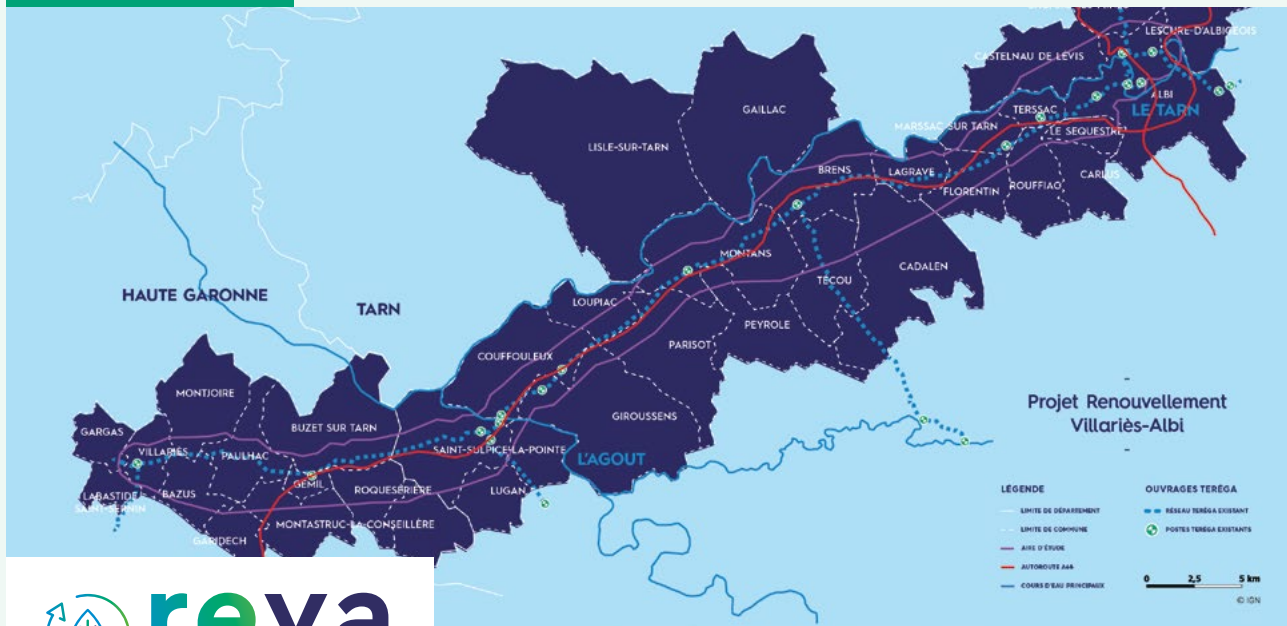 LESCURE D'ALBIGEOIS
CASTELNAU DE LÉVIS
ALBI
LE TARN
GAILLAC
TERSSAC
MARSSAC SUR TARN
LE SEQUESTRE
LISLE-SUR-TARN
BRENS
LAGRAVE
CARLUS
ROUFFIAC
FLORENTIN
MONTANS
CADALEN
TÉCOU
HAUTE GARONNE
TARN
LOUPIAC
PEYROLE
PARISOT
COUFFOULEUX
MONTJOIRE
GIROUSSENS
BUZET SUR TARN
GARGAS
VILLARIÈS
PAULHAC
SAINT-SULPICE-LA-POINTE
L'AGOUT
GÉMIL
ROQUESÉRIÈRE
LUGAN
LABASTIDE
SAINT-SERNIN
BAZUS
MONTASTRUC-LA-CONSEILLÈRE
GARIDECH
Projet Renouvellement
Villariès-Albi
LÉGENDE
LIMITE DE DÉPARTEMENT
LIMITE DE COMMUNE
AIRE D'ÉTUDE
AUTOROUTE A68
COURS D'EAU PRINCIPAUX
OUVRAGES TERÉGA
RÉSEAU TERÉGA EXISTANT
POSTES TERÉGA EXISTANTS
0 2,5 5 km
© IGN
reva